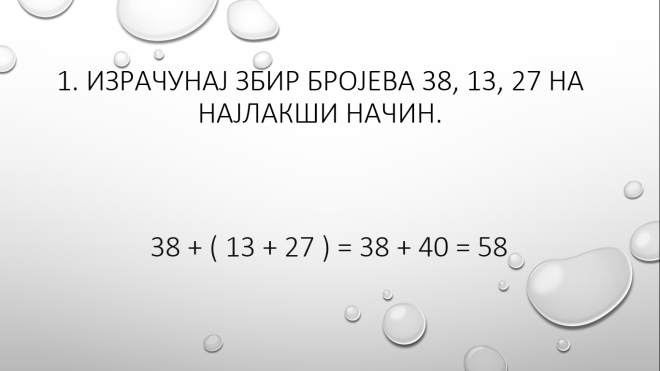 1. ИЗРАЧУНАЈ ЗБИР БРОЈЕВА 38, 13, 27 НА
НАЈЛАКШИ НАЧИН.
38 + ( 13 + 27 ) = 38 + 40 = 58